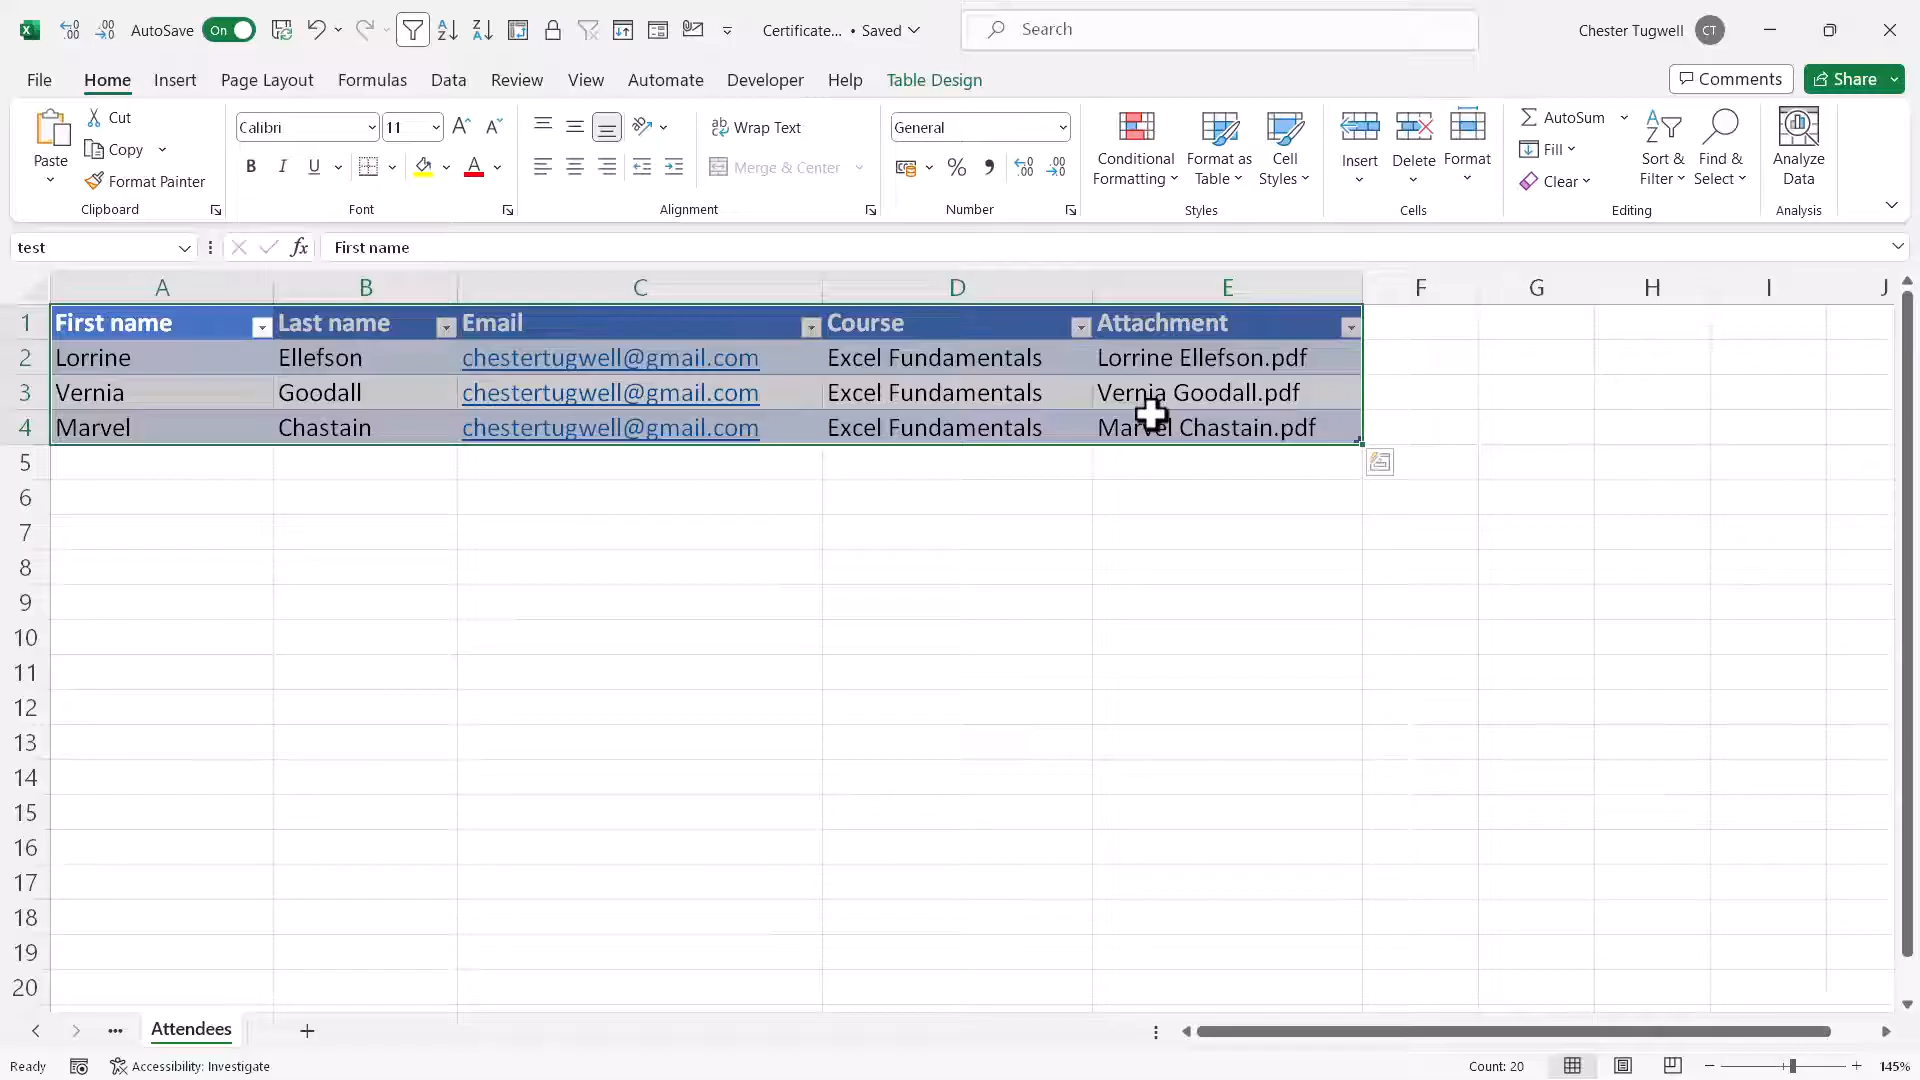 AutoSave On Certificate... • Saved Search Chester Tugwell CT
File Home Insert Page Layout Formulas Data Review View Automate Developer Help Table Design Comments Share
Paste
Cut
Copy
Format Painter
Clipboard
Calibri 11
B I U A
Font
Wrap Text
Merge & Center
Alignment
General
Number
Conditional Formatting
Format as Table
Cell Styles
Styles
Insert
Delete
Format
Cells
AutoSum
Fill
Clear
Sort & Filter
Find & Select
Editing
Analyze Data
Analysis
test fx First name
A B C D E F G H I J
1 First name Last name Email Course Attachment
2 Lorrine Ellefson chestertugwell@gmail.com Excel Fundamentals Lorrine Ellefson.pdf
3 Vernia Goodall chestertugwell@gmail.com Excel Fundamentals Vernia Goodall.pdf
4 Marvel Chastain chestertugwell@gmail.com Excel Fundamentals Marvel Chastain.pdf
5
6
7
8
9
10
11
12
13
14
15
16
17
18
19
20
Attendees
Ready Accessibility: Investigate Count: 20 145%